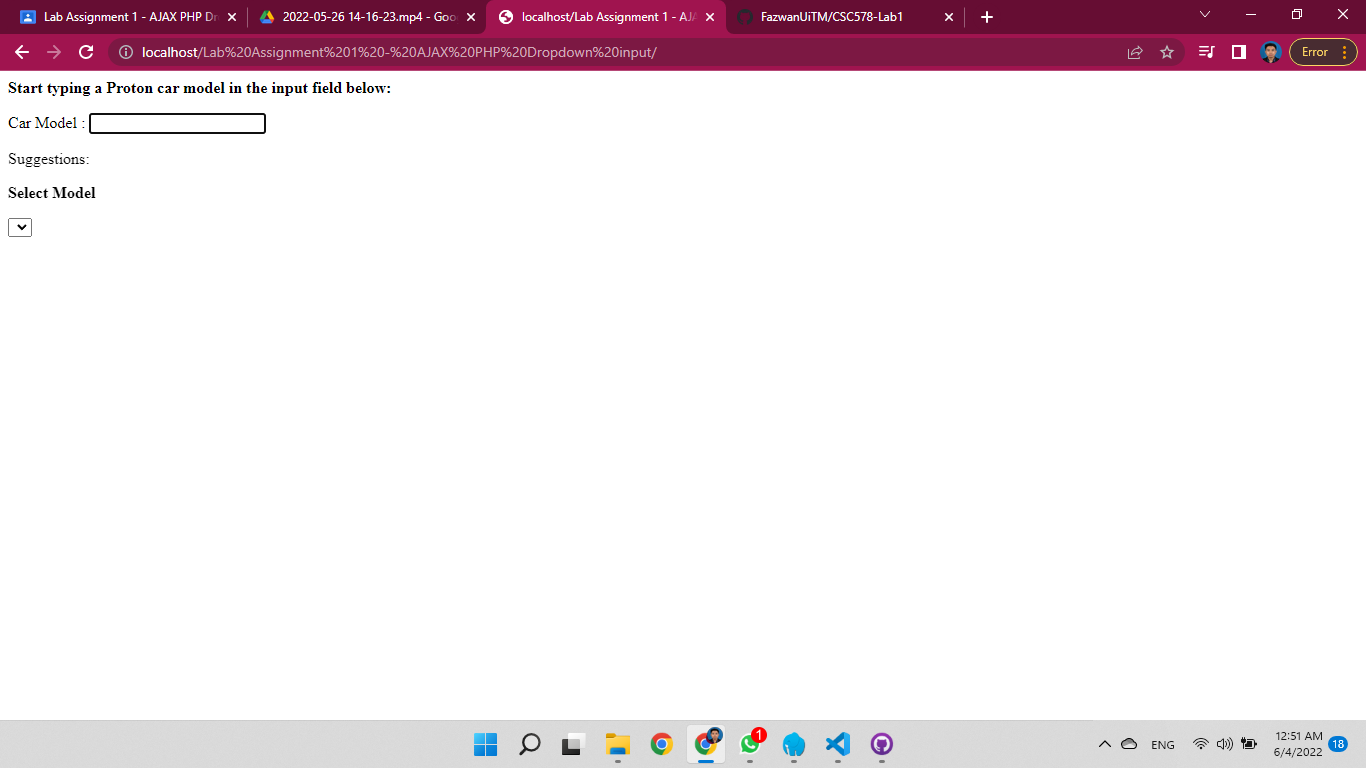 Lab Assignment 1 - AJAX PHP Dr
2022-05-26 14-16-23.mp4 - Goo
localhost/Lab Assignment 1 - AJA
FazwanUiTM/CSC578-Lab1
localhost/Lab%20Assignment%201%20-%20AJAX%20PHP%20Dropdown%20input/
Error
Start typing a Proton car model in the input field below:
Car Model :
Suggestions:
Select Model
1
ENG
12:51 AM
6/4/2022
18